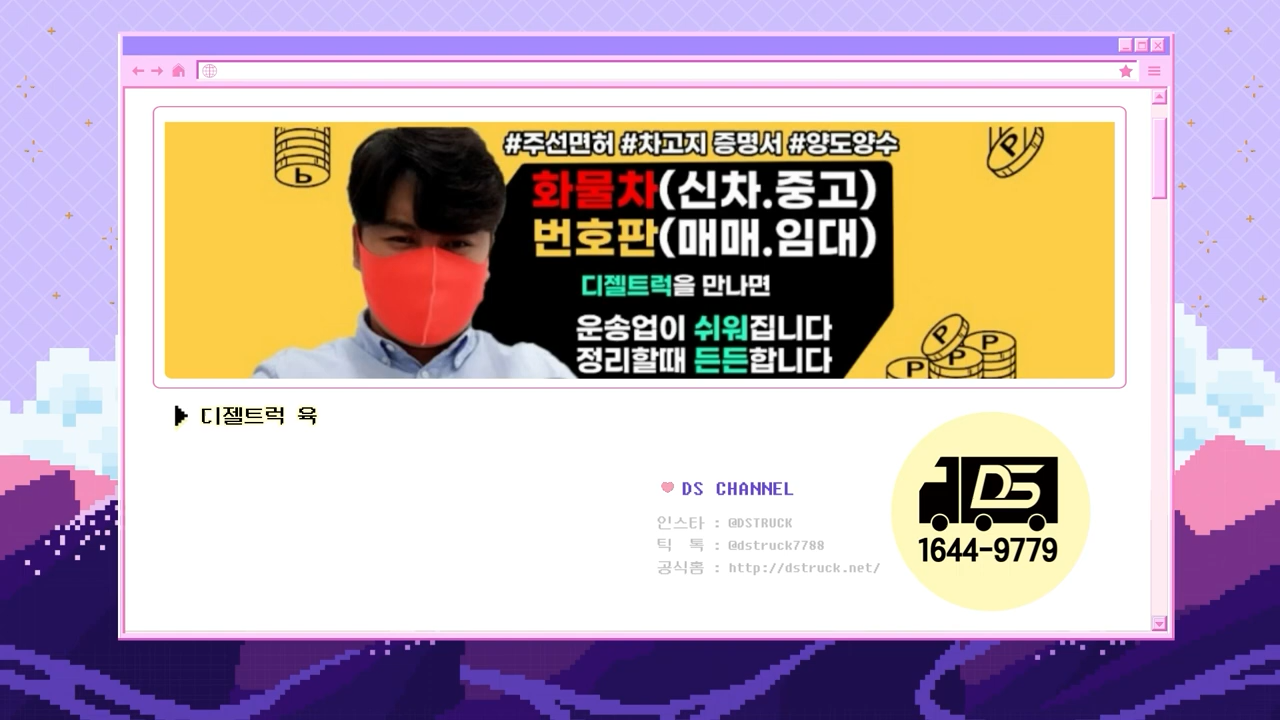 #주선면허 #차고지 증명서 #양도양수
화물차(신차.중고)
번호판(매매.임대)
디젤트럭을 만나면
운송업이 쉬워집니다
정리할때 든든합니다
P
P
P
P
디젤트럭 육
DS CHANNEL
인스타 : @DSTRUCK
틱 톡 : @dstruck7788
공식홈 : http://dstruck.net/
DS
1644-9779